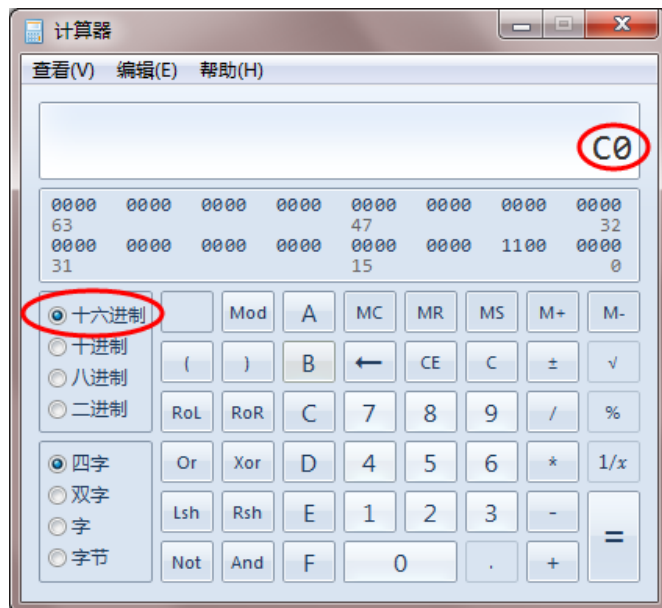 计算器
查看(V) 编辑(E) 帮助(H)
C0
0000 0000 0000 0000 0000 0000 0000 0000
63 47 32
0000 0000 0000 0000 0000 0000 1100 0000
31 15 0
十六进制 Mod A MC MR MS M+ M-
十进制
( ) B ← CE C ± √
八进制
二进制 RoL RoR C 7 8 9 / %
四字 Or Xor D 4 5 6 * 1/x
双字
Lsh Rsh E 1 2 3 - =
字
字节 Not And F 0 . +